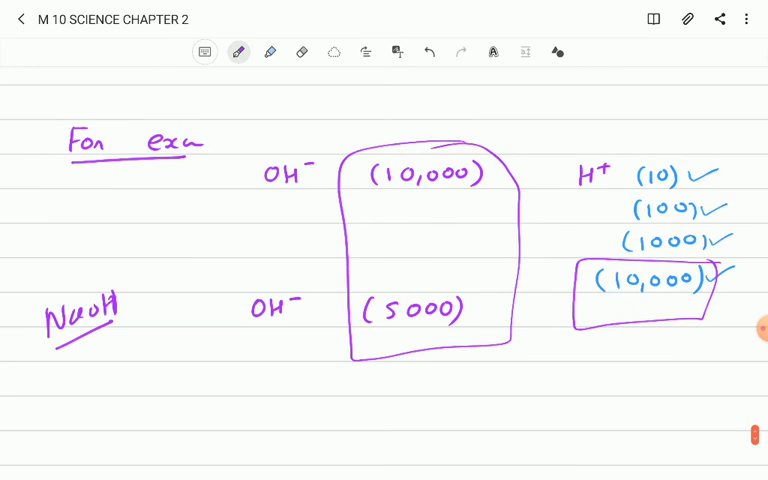 M 10 SCIENCE CHAPTER 2
For exa
OH⁻ (10,000) H⁺ (10) ✓
(100) ✓
(1000) ✓
(10,000) ✓
NaOH OH⁻ (5000)